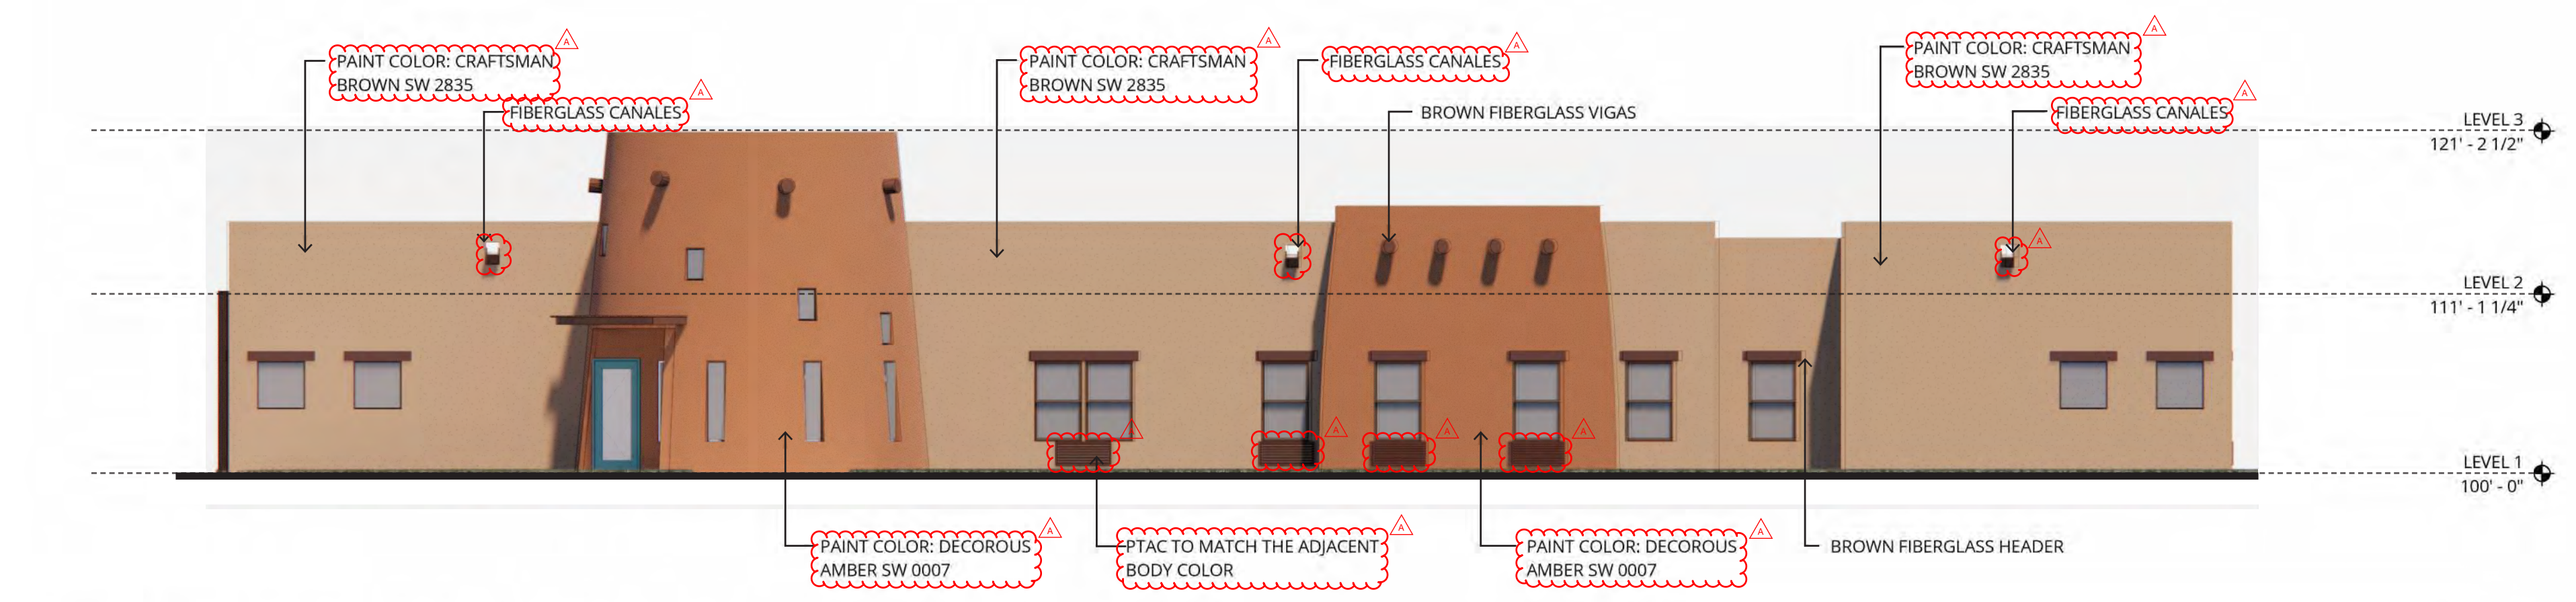 PAINT COLOR: CRAFTSMAN
BROWN SW 2835
A
FIBERGLASS CANALES
A
PAINT COLOR: CRAFTSMAN
BROWN SW 2835
A
FIBERGLASS CANALES
A
BROWN FIBERGLASS VIGAS
PAINT COLOR: CRAFTSMAN
BROWN SW 2835
A
FIBERGLASS CANALES
A
LEVEL 3
121' - 2 1/2"
A
LEVEL 2
111' - 1 1/4"
A
A
A
A
LEVEL 1
100' - 0"
PAINT COLOR: DECOROUS
AMBER SW 0007
A
PTAC TO MATCH THE ADJACENT
BODY COLOR
A
PAINT COLOR: DECOROUS
AMBER SW 0007
A
BROWN FIBERGLASS HEADER